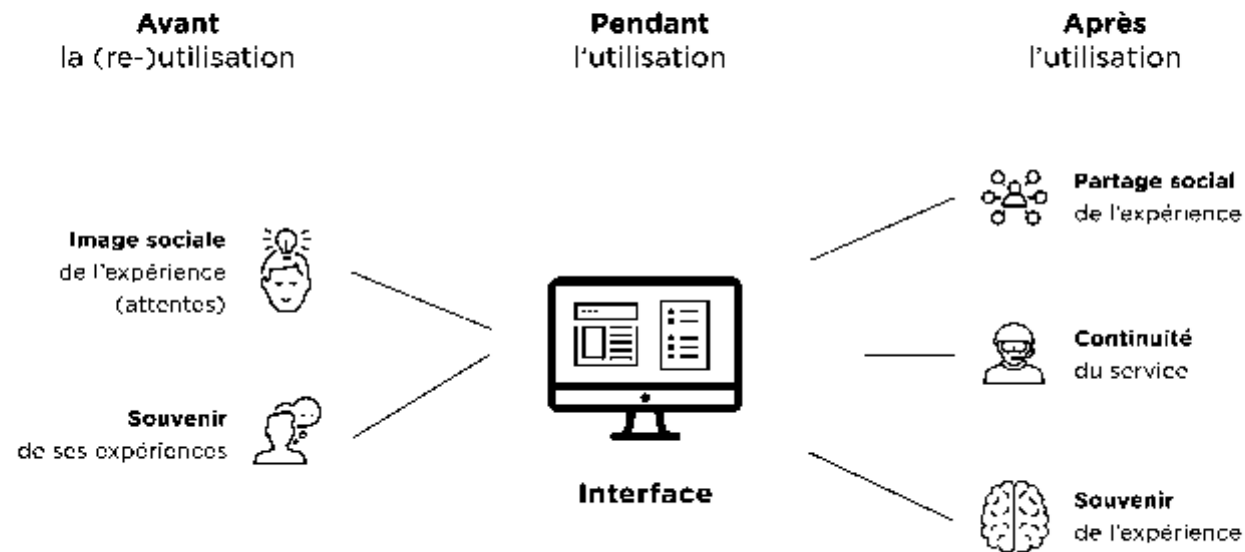 Avant
la (re-)utilisation
Pendant
l'utilisation
Après
l'utilisation
Image sociale
de l'expérience
(attentes)
Souvenir
de ses expériences
Interface
Partage social
de l'expérience
Continuité
du service
Souvenir
de l'expérience